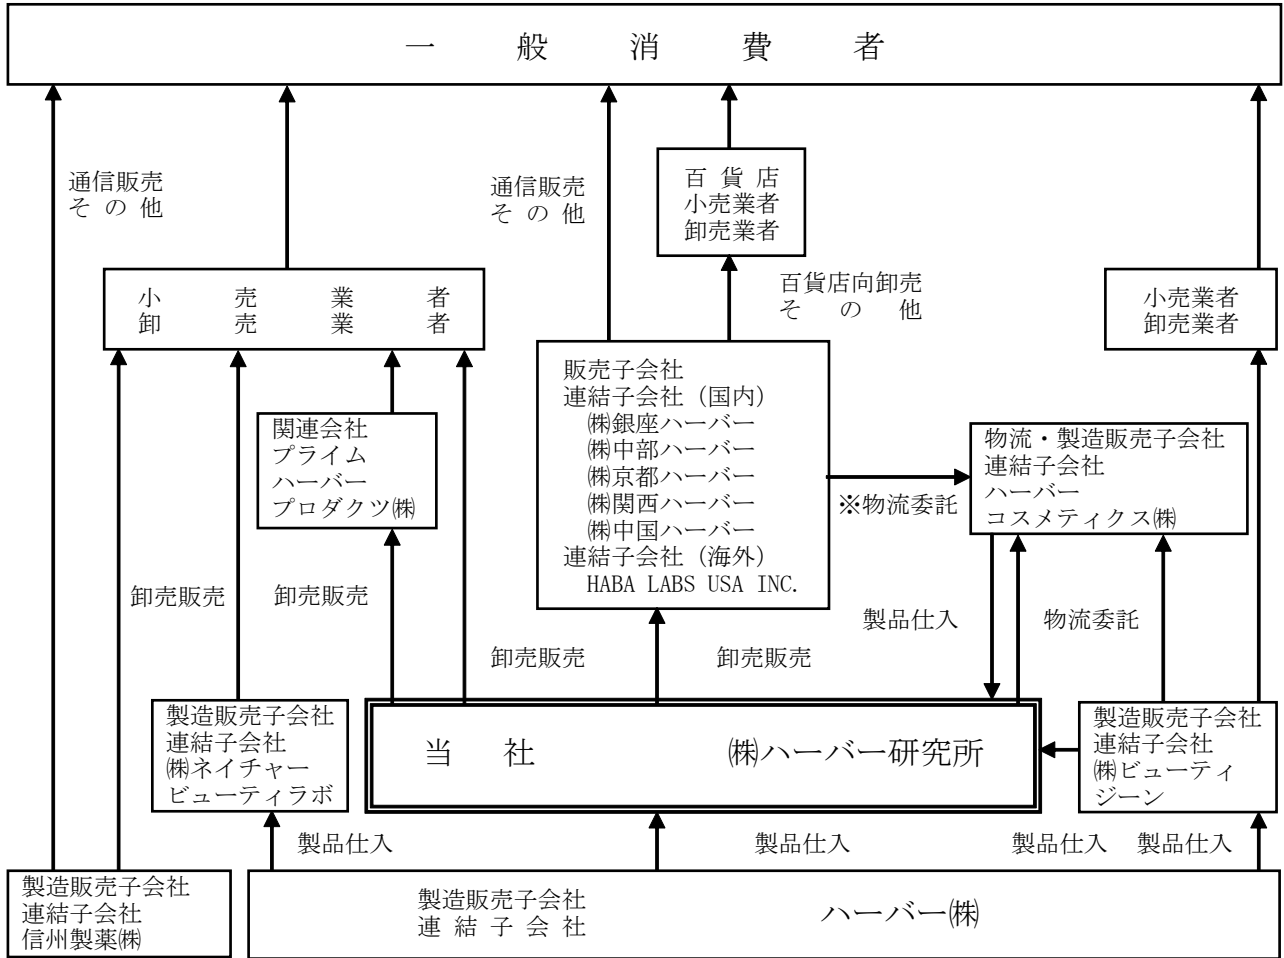 一般消費者
通信販売
その他
通信販売
その他
百貨店
小売業者
卸売業者
小売業者
卸売業者
百貨店向卸売
その他
小売業者
卸売業者
関連会社
プライム
ハーバー
プロダクツ㈱
販売子会社
連結子会社（国内）
㈱銀座ハーバー
㈱中部ハーバー
㈱京都ハーバー
㈱関西ハーバー
㈱中国ハーバー
連結子会社（海外）
HABA LABS USA INC.
※物流委託
物流・製造販売子会社
連結子会社
ハーバー
コスメティクス㈱
卸売販売
卸売販売
卸売販売
卸売販売
製品仕入
物流委託
製造販売子会社
連結子会社
㈱ネイチャー
ビューティラボ
当社 ㈱ハーバー研究所
製造販売子会社
連結子会社
㈱ビューティ
ジーン
製品仕入
製品仕入
製品仕入
製品仕入
製造販売子会社
連結子会社
信州製薬㈱
製造販売子会社
連結子会社
ハーバー㈱